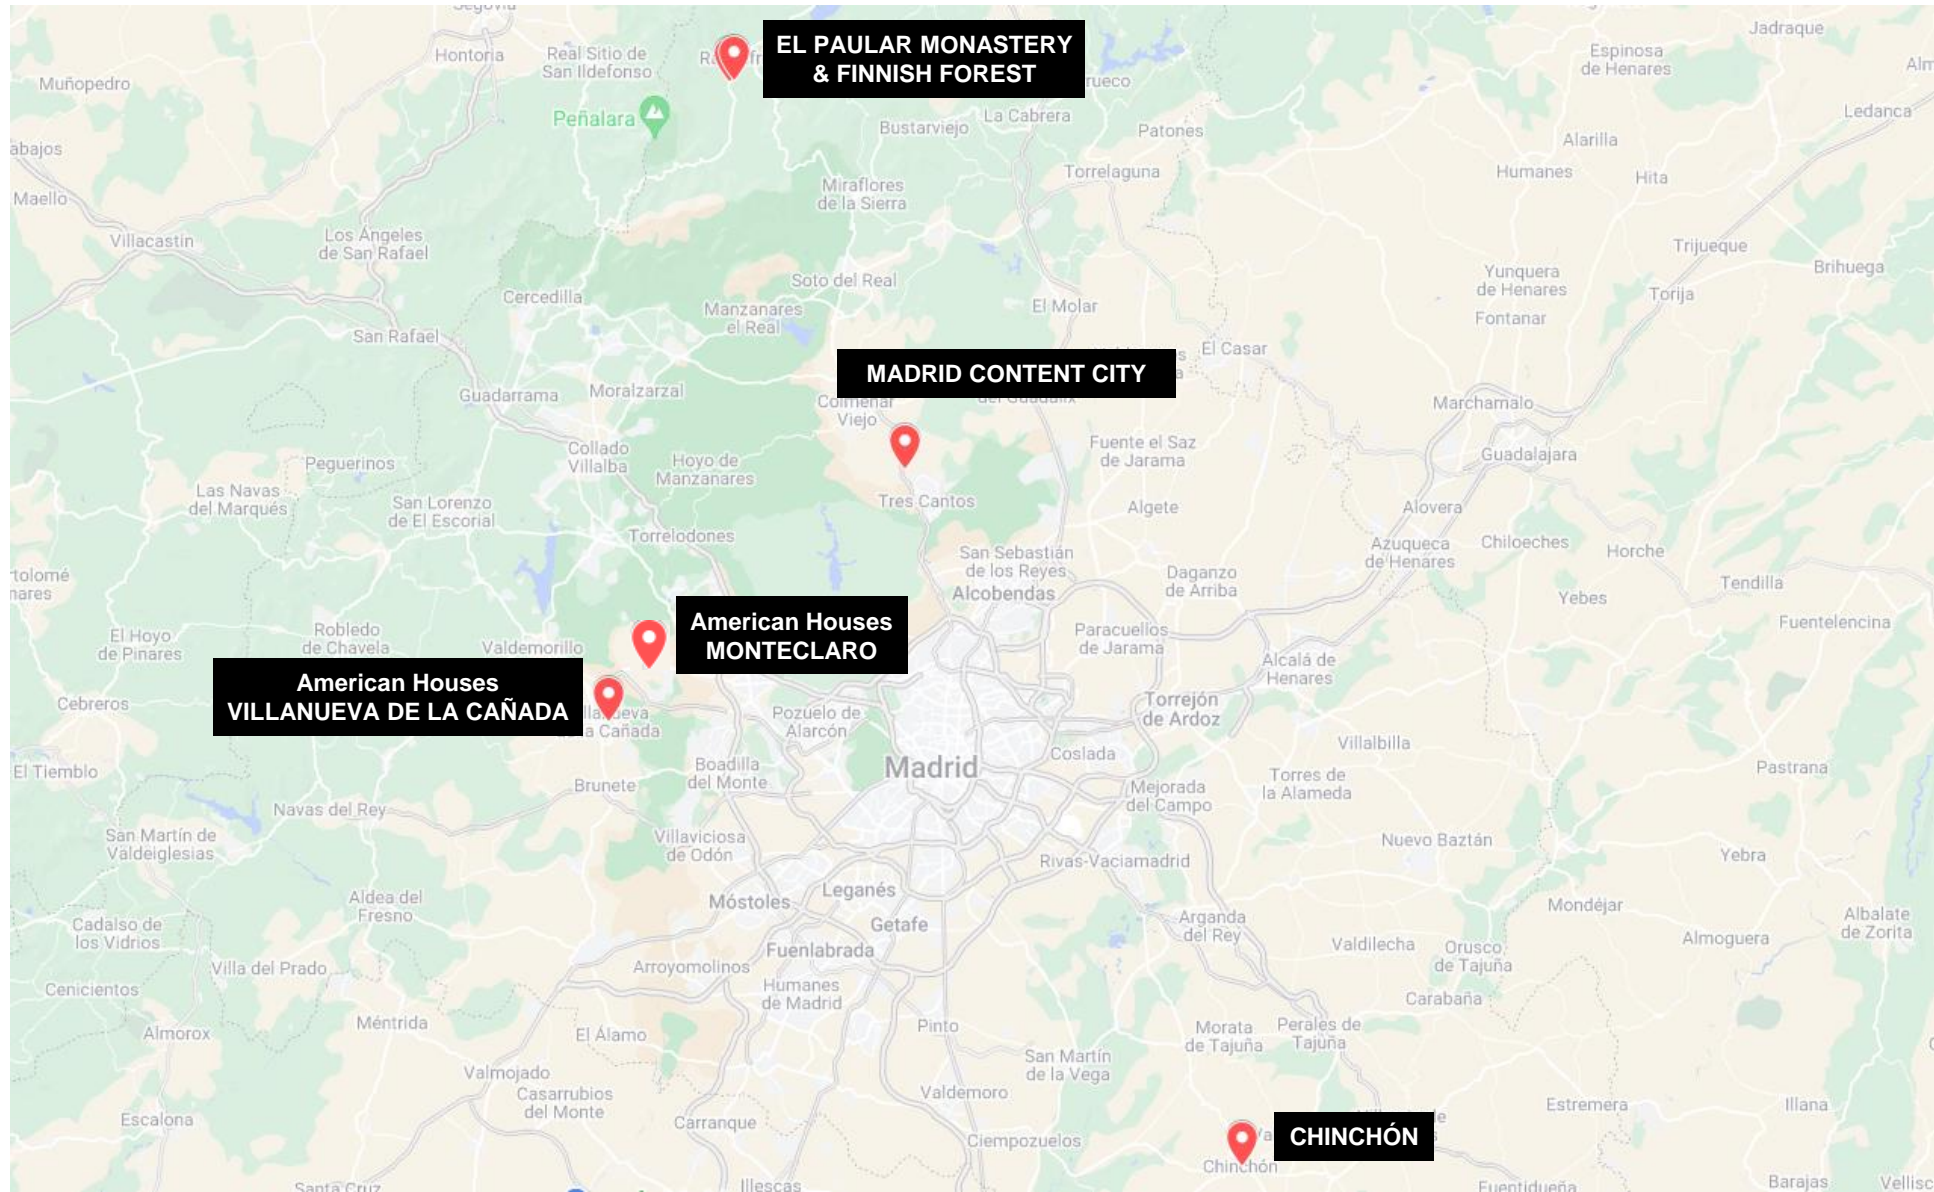 Segovia
Jadraque
EL PAULAR MONASTERY
& FINNISH FOREST
Hontoria
Real Sitio de
San Ildefonso
Espinosa
de Henares
Muñopedro
Ledanca
Peñalara
La Cabrera
Bustarviejo
Patones
Alarilla
Torrelaguna
Humanes
Hita
Maello
Miraflores
de la Sierra
Villacastín
Los Ángeles
de San Rafael
Trijueque
Brihuega
Soto del Real
Yunquera
de Henares
Torija
Cercedilla
Manzanares
el Real
El Molar
Fontanar
San Rafael
El Casar
MADRID CONTENT CITY
Guadarrama
Moralzarzal
Colmenar
Viejo
Marchamalo
Fuente el Saz
de Jarama
Collado
Villalba
Hoyo de
Manzanares
Guadalajara
Peguerinos
Las Navas
del Marqués
San Lorenzo
de El Escorial
Tres Cantos
Algete
Alovera
Torrelodones
San Sebastián
de los Reyes
Azuqueca
de Henares
Chiloeches
Horche
Alcobendas
Daganzo
de Arriba
Tendilla
Yebes
American Houses
MONTECLARO
El Hoyo
de Pinares
Robledo
de Chavela
Valdemorillo
Paracuellos
de Jarama
Fuentelencina
Alcalá de
Henares
American Houses
VILLANUEVA DE LA CAÑADA
Cebreros
Cañada
Pozuelo de
Alarcón
Torrejón
de Ardoz
Villalbilla
El Tiemblo
Boadilla
del Monte
Madrid
Coslada
Pastrana
Brunete
Mejorada
del Campo
Torres de
la Alameda
Navas del Rey
San Martín de
Valdeiglesias
Villaviciosa
de Odón
Nuevo Baztán
Rivas-Vaciamadrid
Yebra
Aldea del
Fresno
Móstoles
Leganés
Getafe
Mondéjar
Cadalso de
los Vidrios
Arganda
del Rey
Albalate
de Zorita
Fuenlabrada
Valdilecha
Orusco
de Tajuña
Almoguera
Villa del Prado
Arroyomolinos
Cenicientos
Humanes
de Madrid
Carabaña
Almorox
Méntrida
El Álamo
Pinto
Morata
de Tajuña
Perales de
Tajuña
San Martín
de la Vega
Valmojado
Casarrubios
del Monte
Valdemoro
Estremera
Illana
Escalona
Carranque
Ciempozuelos
CHINCHÓN
Chinchón
Santa Cruz
Illescas
Fuentidueña
Barajas